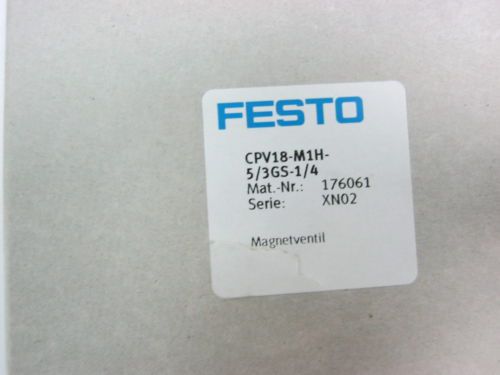 FESTO
CPV18-M1H-
5/3GS-1/4
Mat.-Nr.: 176061
Serie: XN02
Magnetventil